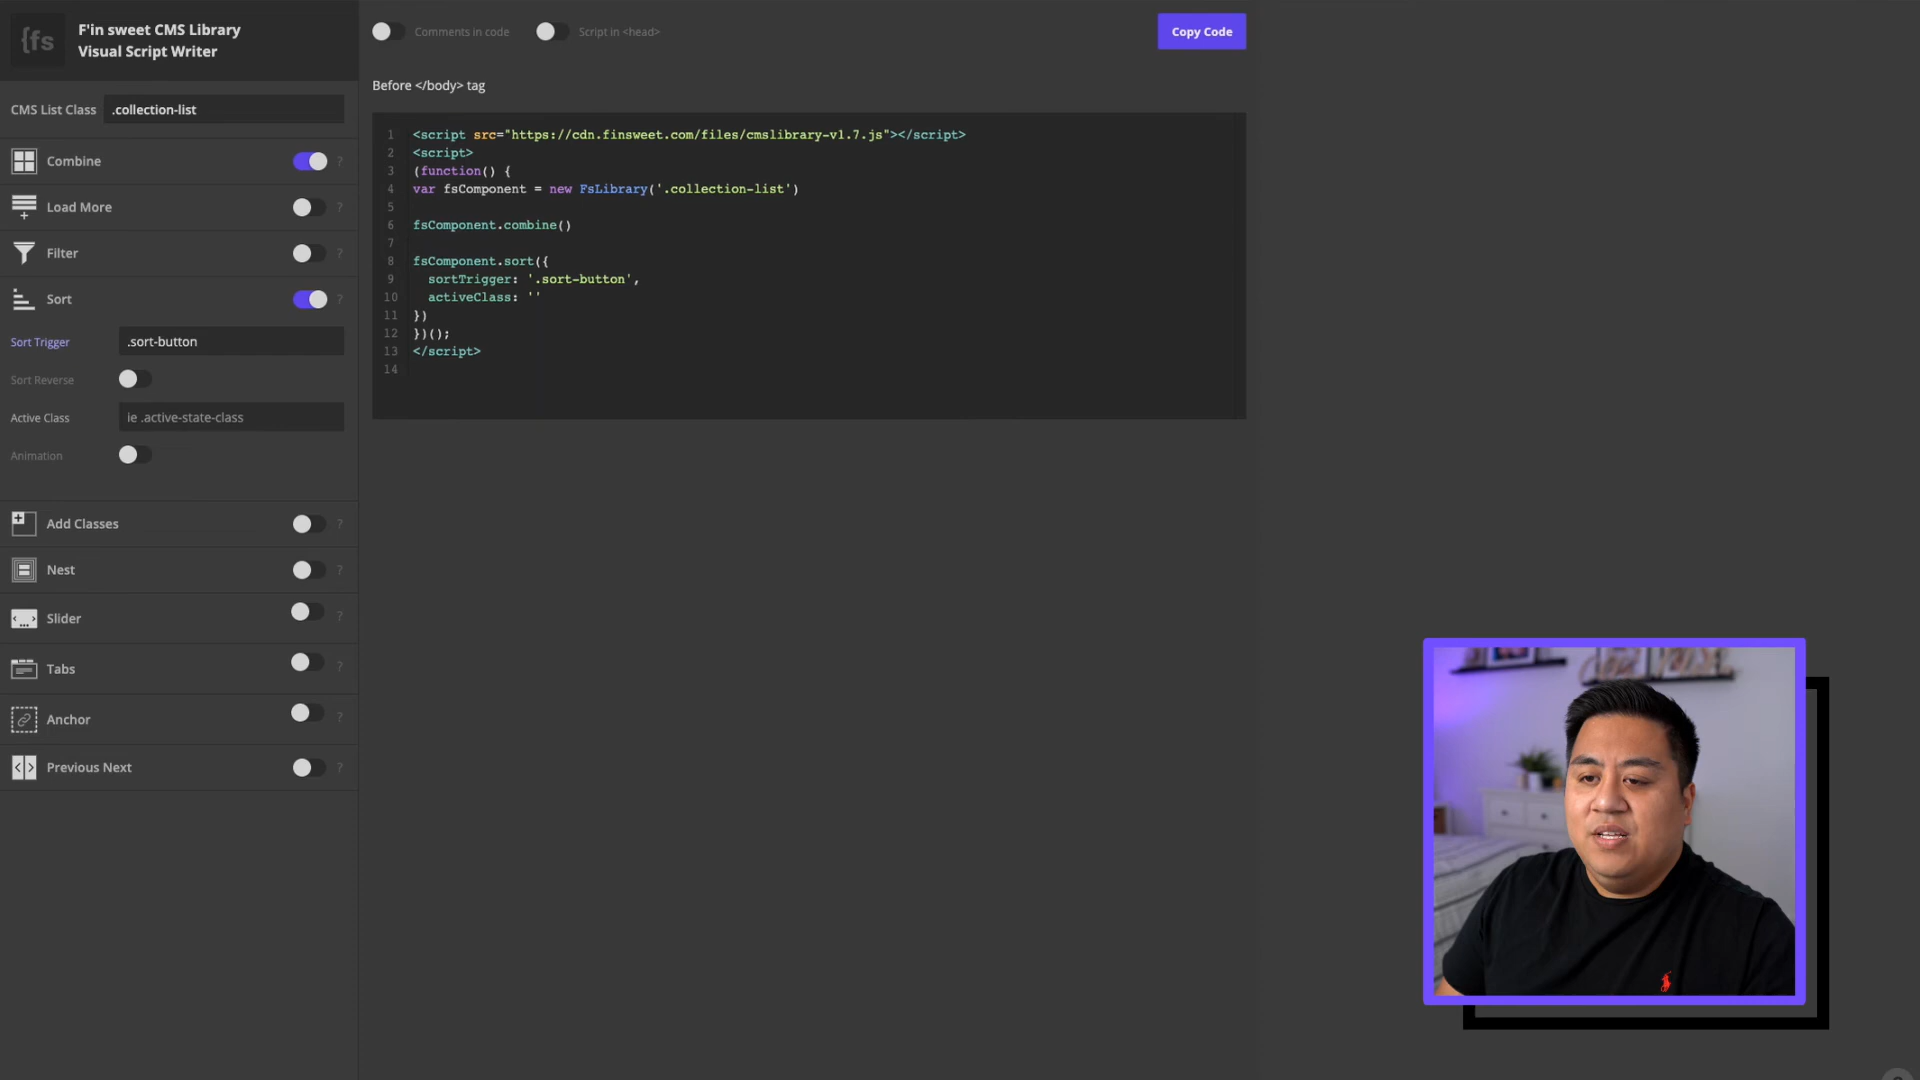 {fs
F'in sweet CMS Library
Visual Script Writer
Comments in code
Script in <head>
Copy Code
Before </body> tag
CMS List Class
.collection-list
Combine
?
Load More
?
Filter
?
Sort
?
Sort Trigger
.sort-button
Sort Reverse
Active Class
ie .active-state-class
Animation
Add Classes
?
Nest
?
Slider
?
Tabs
?
Anchor
?
Previous Next
?
1 <script src="https://cdn.finsweet.com/files/cmslibrary-v1.7.js"></script>
2 <script>
3 (function() {
4 var fsComponent = new FsLibrary('.collection-list')
5
6 fsComponent.combine()
7
8 fsComponent.sort({
9 sortTrigger: '.sort-button',
10 activeClass: ''
11 })
12 })();
13 </script>
14